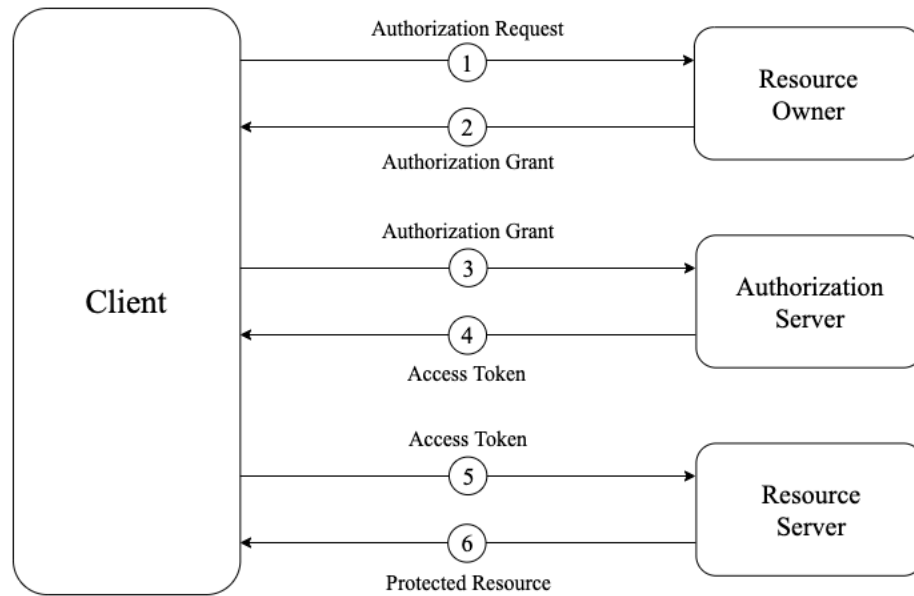 Authorization Request
1
Resource
Owner
2
Authorization Grant
Authorization Grant
3
Client
Authorization
Server
4
Access Token
Access Token
5
Resource
Server
6
Protected Resource